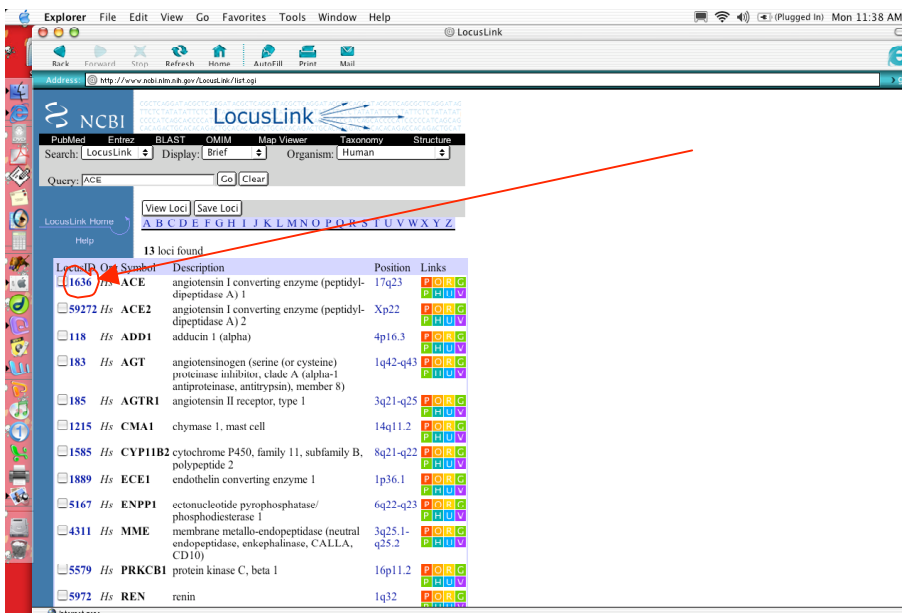 Explorer File Edit View Go Favorites Tools Window Help (Plugged In) Mon 11:38 AM
@ LocusLink
Back Forward Stop Refresh Home AutoFill Print Mail
Address: @ http://www.ncbi.nlm.nih.gov/LocusLink/list.cgi
NCBI LocusLink
PubMed Entrez BLAST OMIM Map Viewer Taxonomy Structure
Search: LocusLink Display: Brief Organism: Human
Query: ACE Go Clear
View Loci Save Loci
LocusLink Home A B C D E F G H I J K L M N O P Q R S T U V W X Y Z
Help
13 loci found
LocusID Org Symbol Description Position Links
1636 Hs ACE angiotensin I converting enzyme (peptidyl- 17q23 P O R G
dipeptidase A) 1 P H U V
59272 Hs ACE2 angiotensin I converting enzyme (peptidyl- Xp22 P O R G
dipeptidase A) 2 P H U V
118 Hs ADD1 adducin 1 (alpha) 4p16.3 P O R G
P H U V
183 Hs AGT angiotensinogen (serine (or cysteine) 1q42-q43 P O R G
proteinase inhibitor, clade A (alpha-1 P H U V
antiproteinase, antitrypsin), member 8)
185 Hs AGTR1 angiotensin II receptor, type 1 3q21-q25 P O R G
P H U V
1215 Hs CMA1 chymase 1, mast cell 14q11.2 P O R G
P H U V
1585 Hs CYP11B2 cytochrome P450, family 11, subfamily B, 8q21-q22 P O R G
polypeptide 2 P H U V
1889 Hs ECE1 endothelin converting enzyme 1 1p36.1 P O R G
P H U V
5167 Hs ENPP1 ectonucleotide pyrophosphatase/ 6q22-q23 P O R G
phosphodiesterase 1 P H U V
4311 Hs MME membrane metallo-endopeptidase (neutral 3q25.1- P O R G
endopeptidase, enkephalinase, CALLA, q25.2 P H U V
CD10)
5579 Hs PRKCB1 protein kinase C, beta 1 16p11.2 P O R G
P H U V
5972 Hs REN renin 1q32 P O R G
P H U V